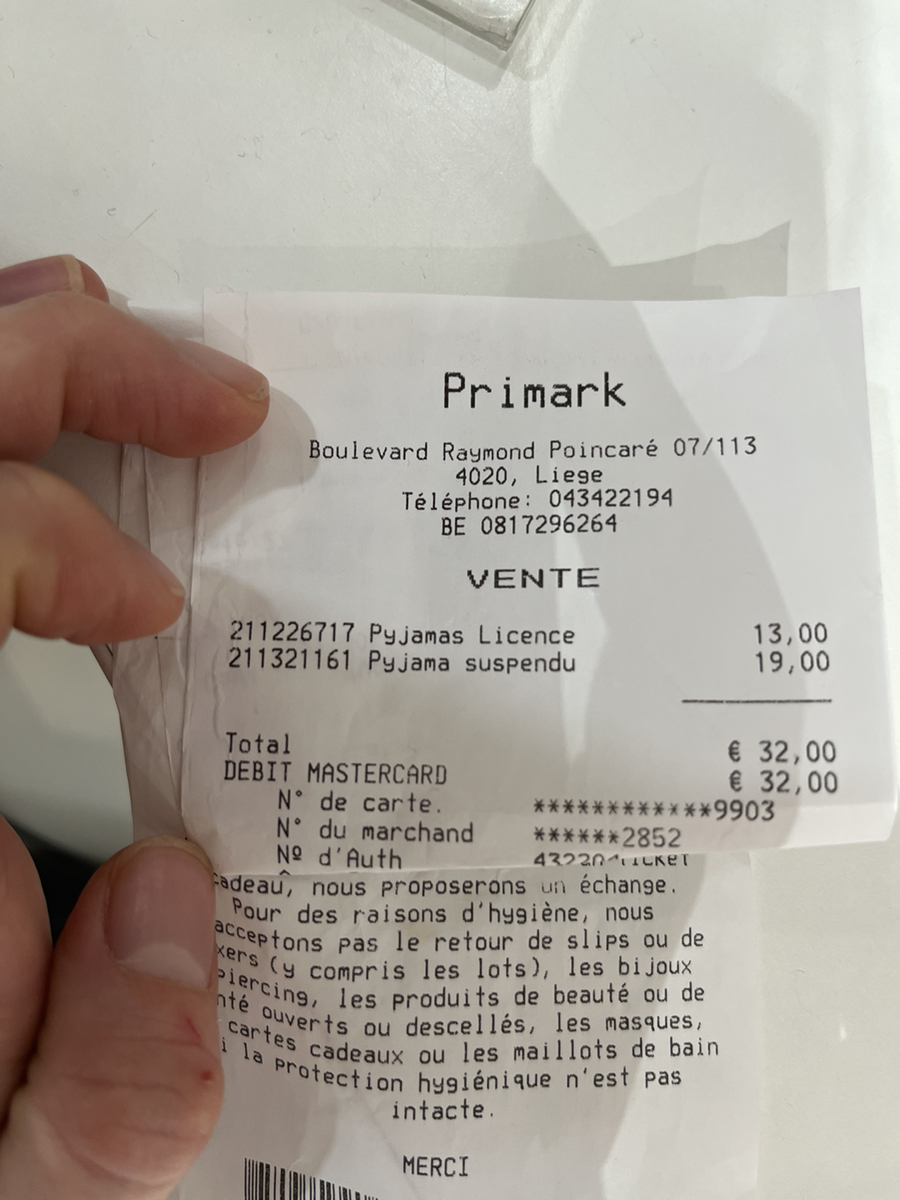 Primark
Boulevard Raymond Poincaré 07/113
4020, Liege
Téléphone: 043422194
BE 0817296264
VENTE
211226717 Pyjamas Licence 13,00
211321161 Pyjama suspendu 19,00
Total € 32,00
DEBIT MASTERCARD € 32,00
N° de carte. ************9903
N° du marchand ******2852
Nº d'Auth
cadeau, nous proposerons un échange.
Pour des raisons d'hygiène, nous
acceptons pas le retour de slips ou de
xers (y compris les lots), les bijoux
piercing, les produits de beauté ou de
nté ouverts ou descellés, les masques,
cartes cadeaux ou les maillots de bain
i la protection hygiénique n'est pas
intacte.
MERCI